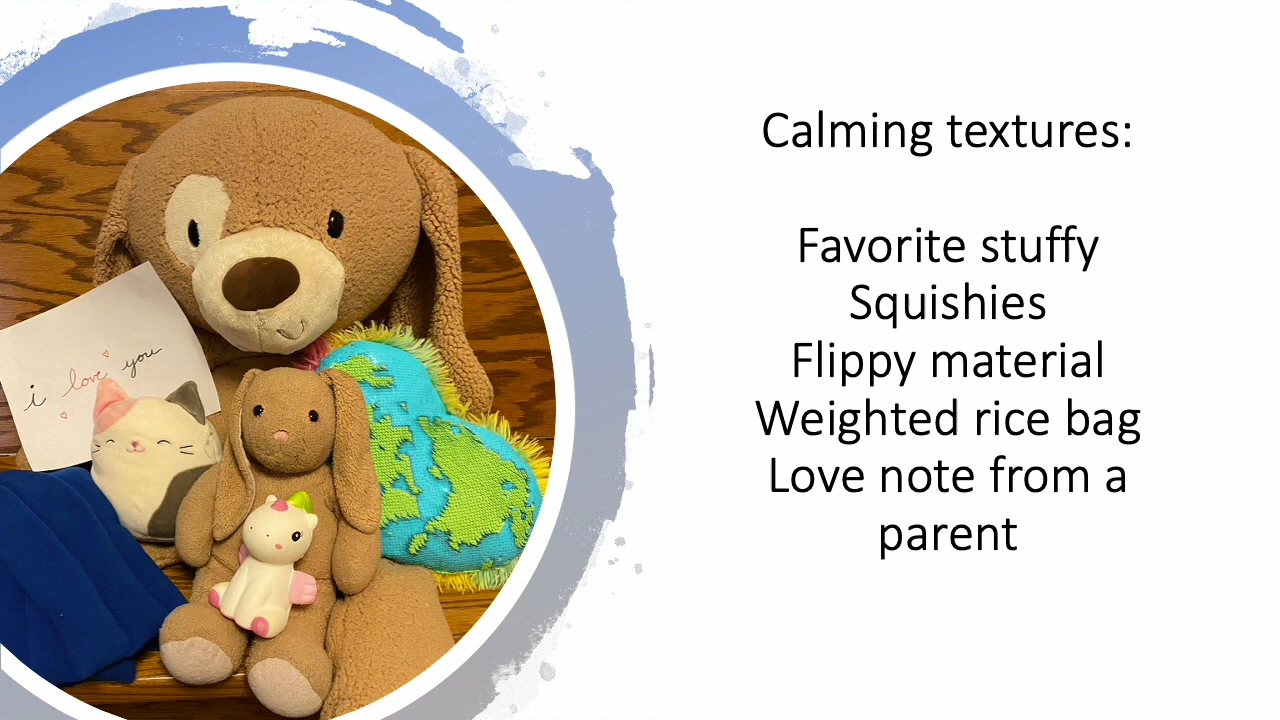 i love you
Calming textures:
Favorite stuffy
Squishies
Flippy material
Weighted rice bag
Love note from a
parent